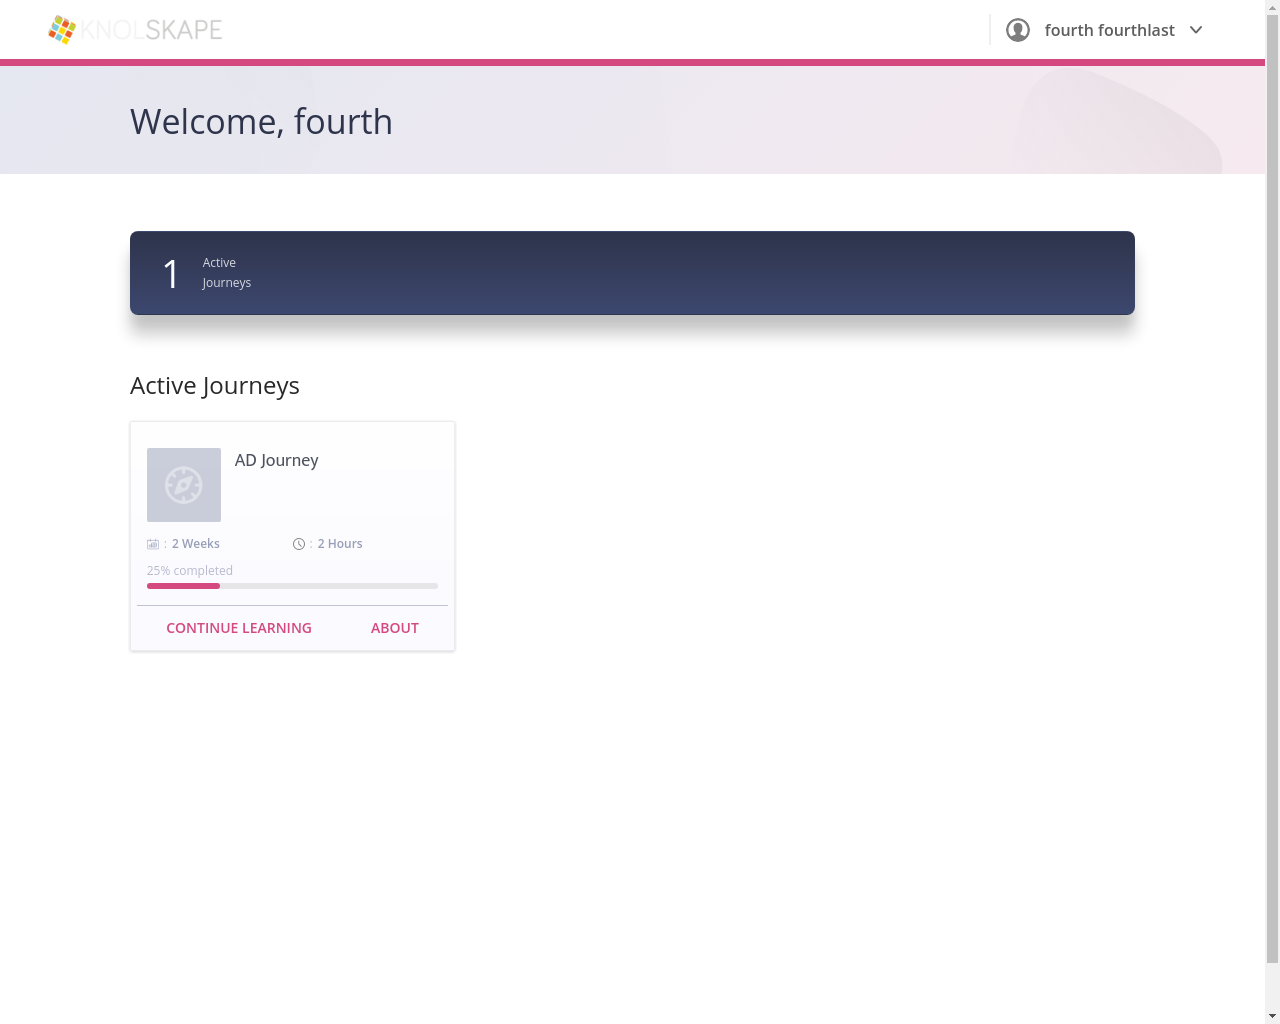 KNOLSKAPE
fourth fourthlast
Welcome, fourth
1
Active
Journeys
Active Journeys
AD Journey
: 2 Weeks
: 2 Hours
25% completed
CONTINUE LEARNING
ABOUT